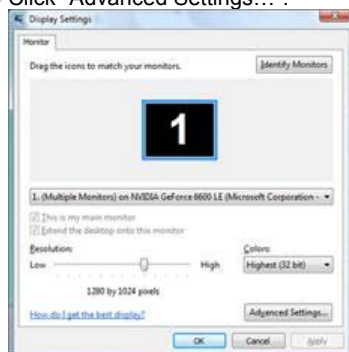 Click "Advanced Settings… .
Display Settings
Monitor
Drag the icons to match your monitors.
Identify Monitors
1
1. (Multiple Monitors) on NVIDIA GeForce 6600 LE (Microsoft Corporation -
This is my main monitor
Extend the desktop onto this monitor
Resolution:
Colors:
Low
High
Highest (32 bit)
1280 by 1024 pixels
How do I get the best display?
Advanced Settings...
OK
Cancel
Apply